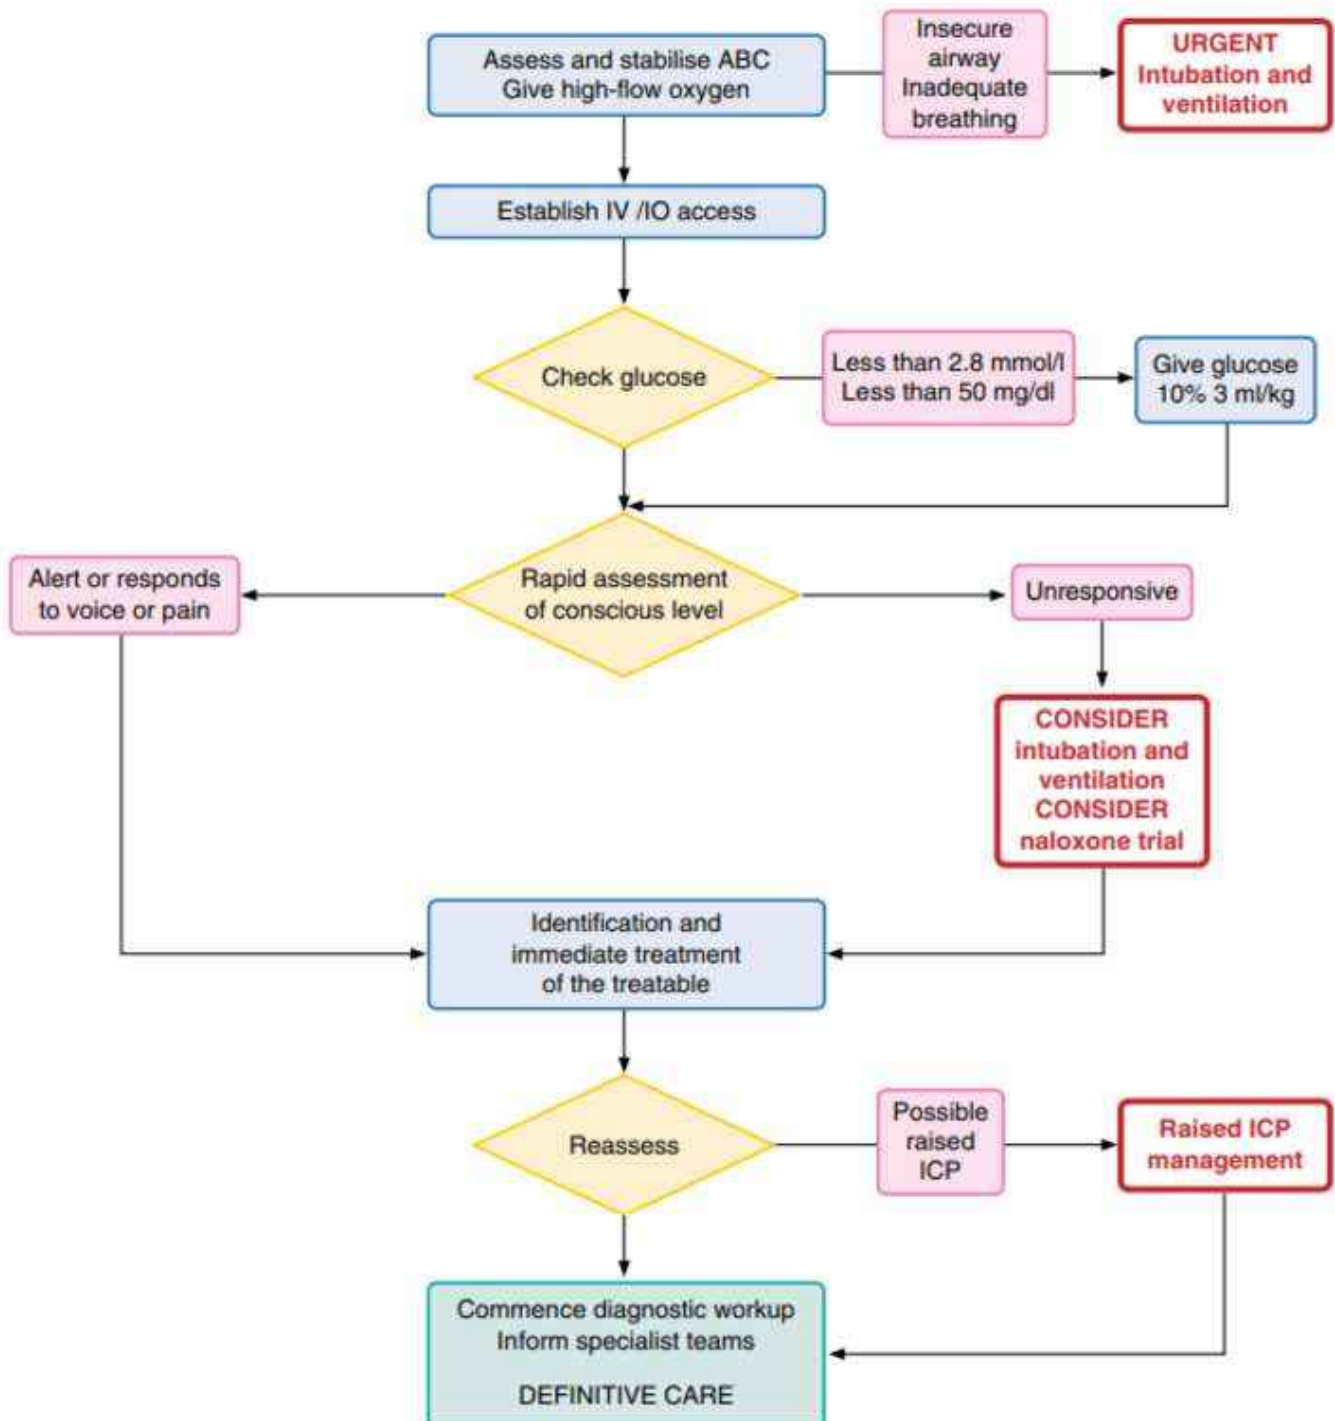 Assess and stabilise ABC
Give high-flow oxygen
Insecure
airway
Inadequate
breathing
URGENT
Intubation and
ventilation
Establish IV /IO access
Check glucose
Less than 2.8 mmol/l
Less than 50 mg/dl
Give glucose
10% 3 ml/kg
Rapid assessment
of conscious level
Alert or responds
to voice or pain
Unresponsive
CONSIDER
intubation and
ventilation
CONSIDER
naloxone trial
Identification and
immediate treatment
of the treatable
Reassess
Possible
raised
ICP
Raised ICP
management
Commence diagnostic workup
Inform specialist teams
DEFINITIVE CARE